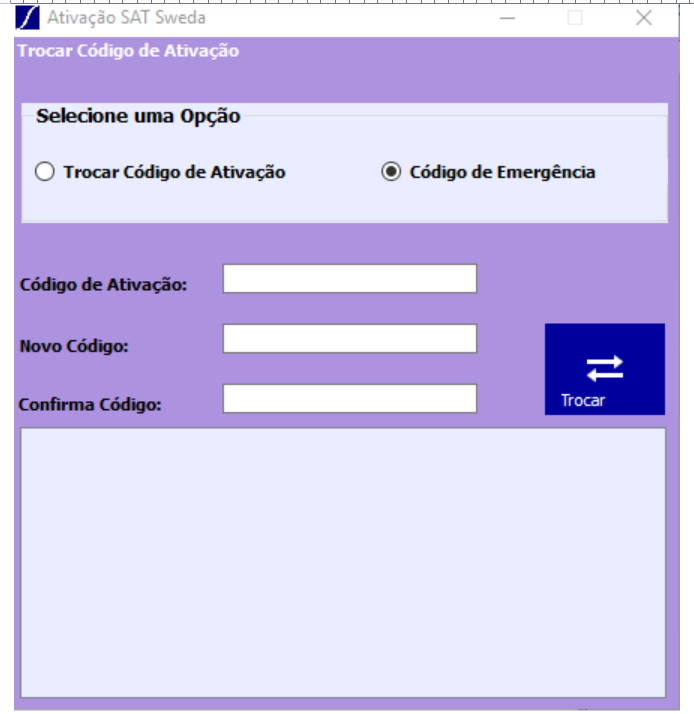 Ativação SAT Sweda
Trocar Código de Ativação
Selecione uma Opção
Trocar Código de Ativação Código de Emergência
Código de Ativação:
Novo Código:
Confirma Código:
Trocar